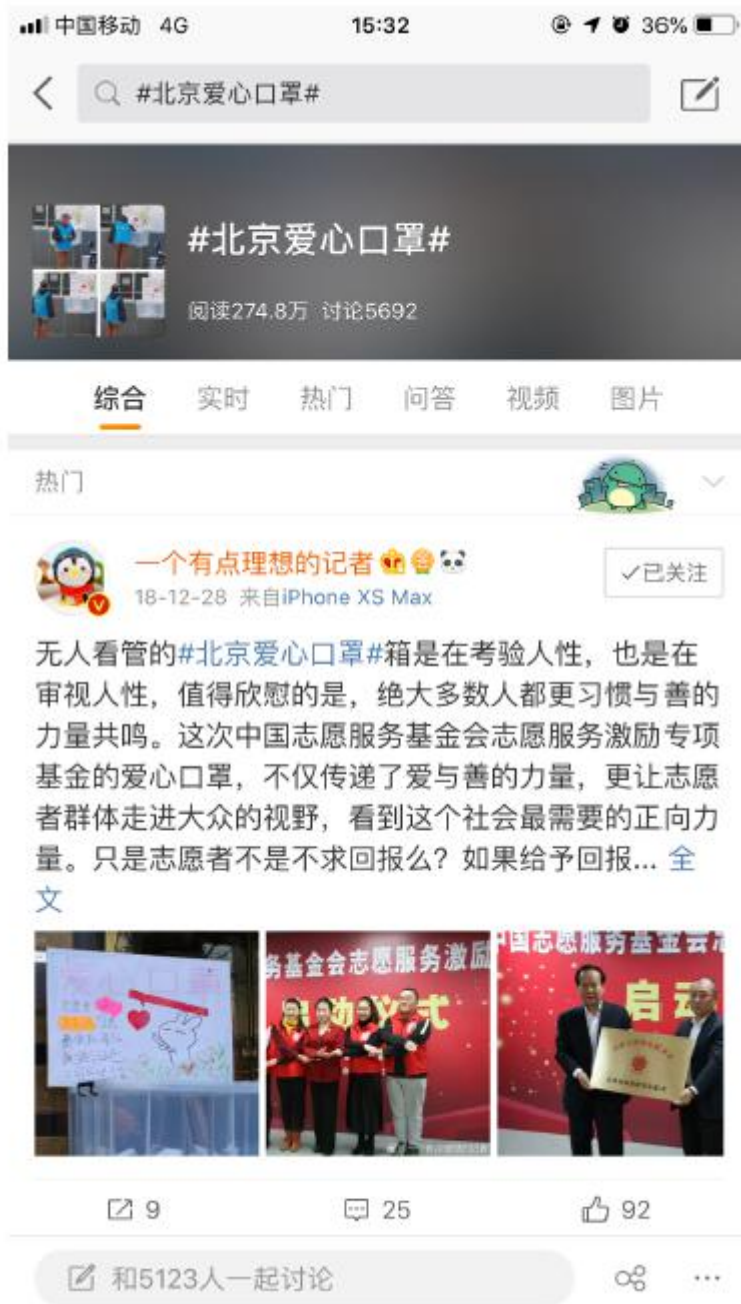 中国移动 4G 15:32 36%
#北京爱心口罩#
#北京爱心口罩#
阅读274.8万 讨论5692
综合 实时 热门 问答 视频 图片
热门
一个有点理想的记者
18-12-28 来自iPhone XS Max
✓已关注
无人看管的#北京爱心口罩#箱是在考验人性，也是在
审视人性，值得欣慰的是，绝大多数人都更习惯与善的
力量共鸣。这次中国志愿服务基金会志愿服务激励专项
基金的爱心口罩，不仅传递了爱与善的力量，更让志愿
者群体走进大众的视野，看到这个社会最需要的正向力
量。只是志愿者不是不求回报么？如果给予回报... 全
文
爱心口罩
务基金会志愿服务激励
启动仪式
中国志愿服务基金会志
启动
9 25 92
和5123人一起讨论